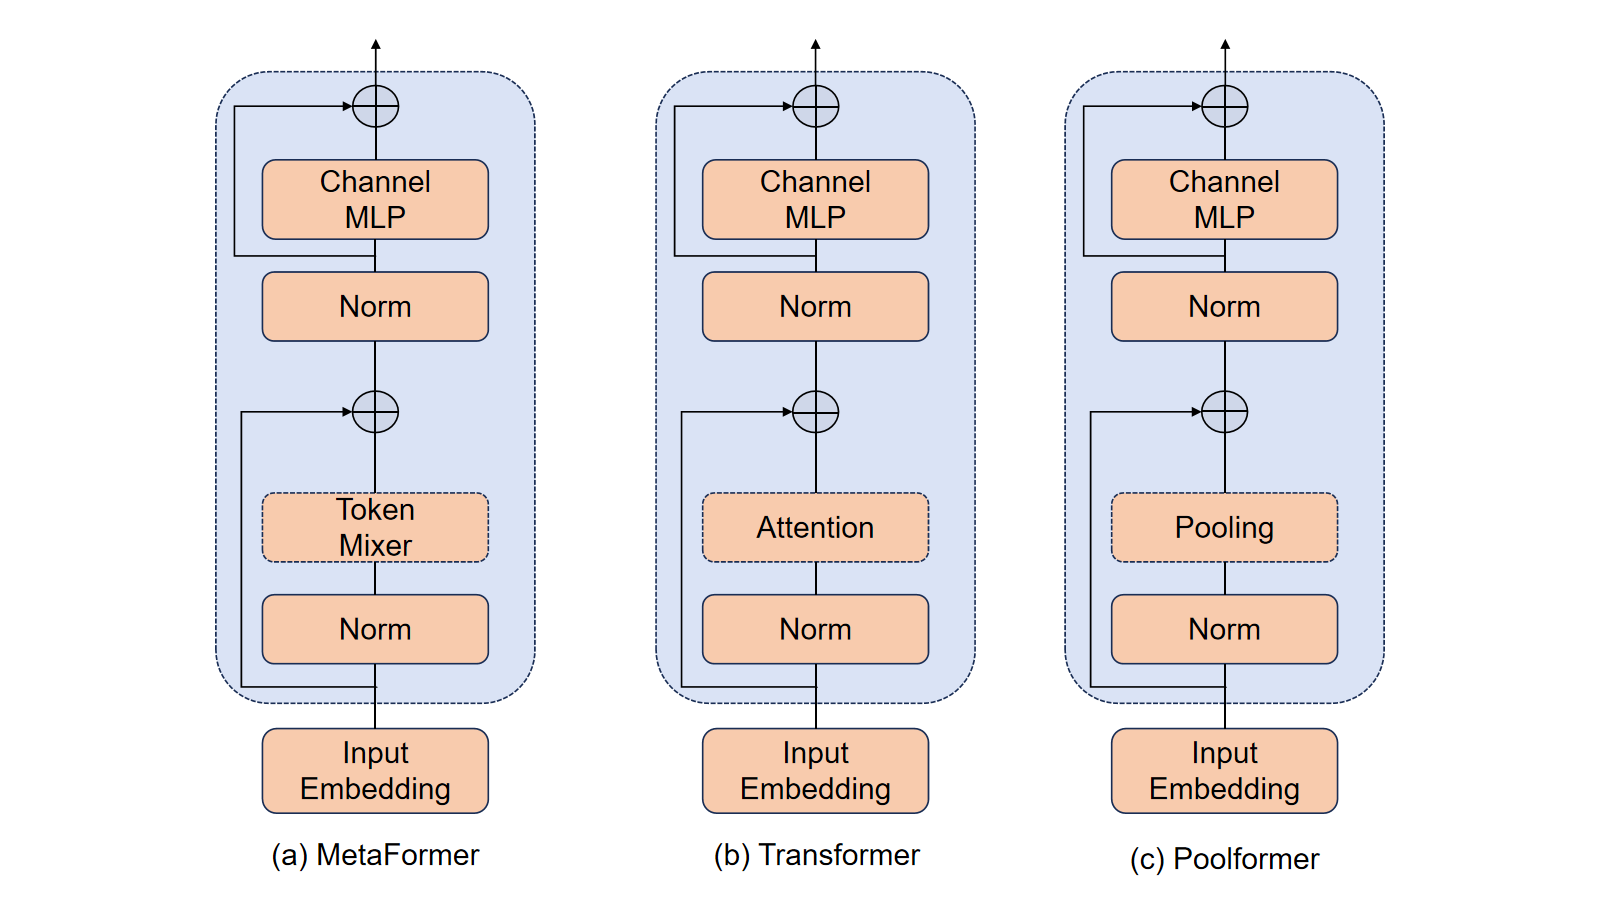 Channel
MLP
Norm
Token
Mixer
Norm
Input
Embedding
(a) MetaFormer
Channel
MLP
Norm
Attention
Norm
Input
Embedding
(b) Transformer
Channel
MLP
Norm
Pooling
Norm
Input
Embedding
(c) Poolformer